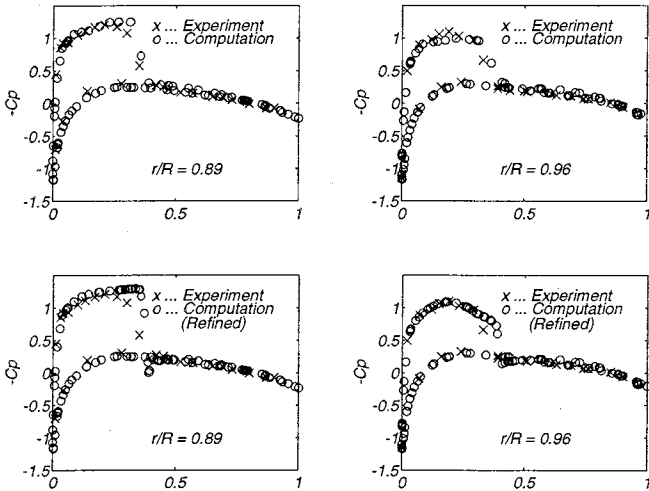 x ... Experiment
o ... Computation
1
0.5
0
-0.5
-1
-1.5
-Cp
r/R = 0.89
0
0.5
1
x ... Experiment
o ... Computation
1
0.5
0
-0.5
-1
-1.5
-Cp
r/R = 0.96
0
0.5
1
x ... Experiment
o ... Computation
(Refined)
1
0.5
0
-0.5
-1
-1.5
-Cp
r/R = 0.89
0
0.5
1
x ... Experiment
o ... Computation
(Refined)
1
0.5
0
-0.5
-1
-1.5
-Cp
r/R = 0.96
0
0.5
1